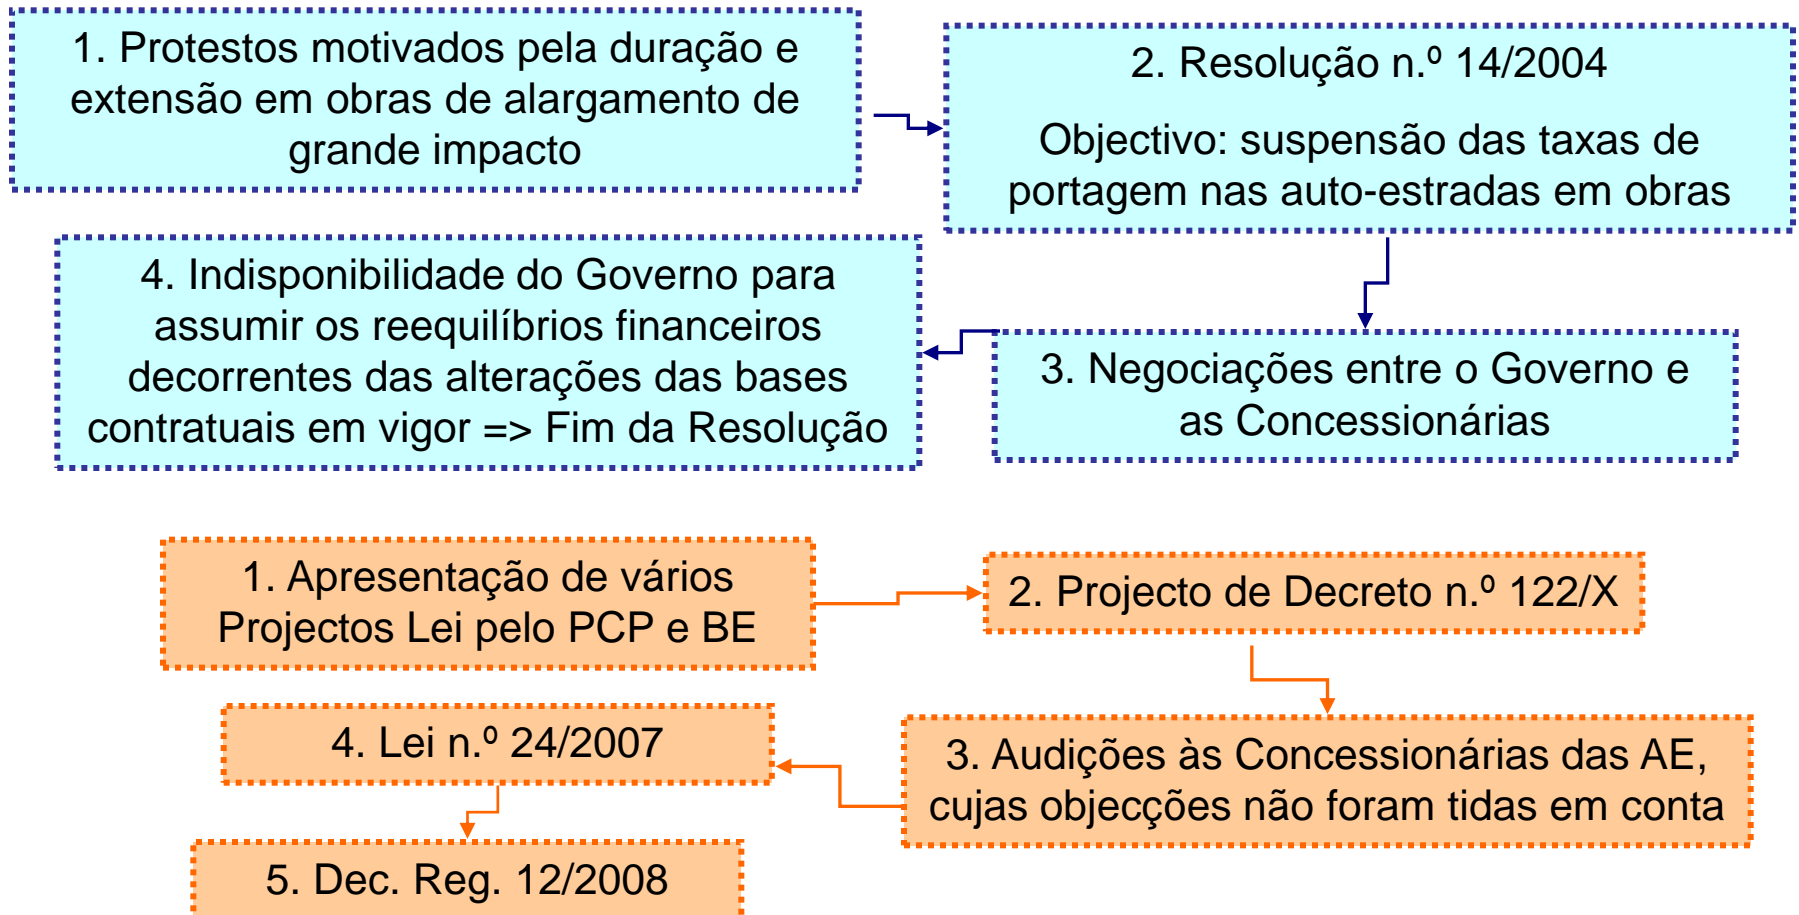 1. Protestos motivados pela duração e
extensão em obras de alargamento de
grande impacto
2. Resolução n.º 14/2004
Objectivo: suspensão das taxas de
portagem nas auto-estradas em obras
3. Negociações entre o Governo e
as Concessionárias
4. Indisponibilidade do Governo para
assumir os reequilíbrios financeiros
decorrentes das alterações das bases
contratuais em vigor => Fim da Resolução
1. Apresentação de vários
Projectos Lei pelo PCP e BE
2. Projecto de Decreto n.º 122/X
3. Audições às Concessionárias das AE,
cujas objecções não foram tidas em conta
4. Lei n.º 24/2007
5. Dec. Reg. 12/2008